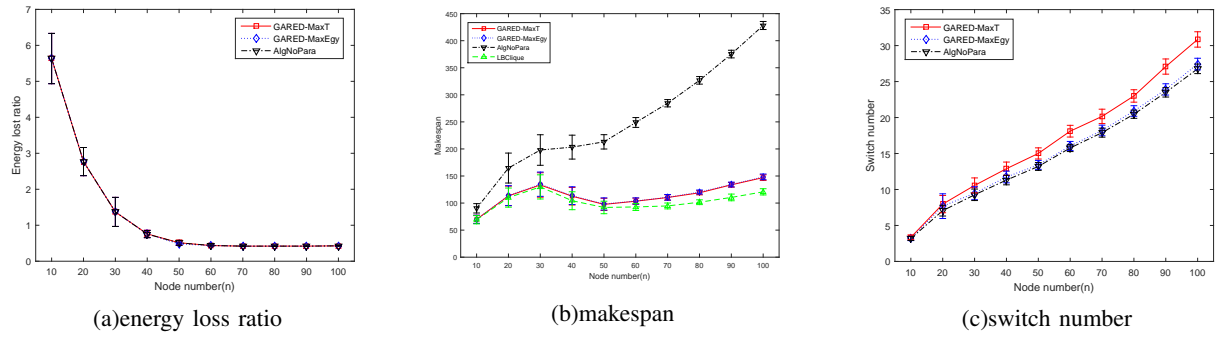 7
6
5
4
3
2
1
0
Energy lost ratio
10 20 30 40 50 60 70 80 90 100
Node number(n)
GARED-MaxT
GARED-MaxEgy
AlgNoPara
(a)energy loss ratio
450
400
350
300
250
200
150
100
50
0
Makespan
10 20 30 40 50 60 70 80 90 100
Node number(n)
GARED-MaxT
GARED-MaxEgy
AlgNoPara
LBClique
(b)makespan
35
30
25
20
15
10
5
0
Switch number
10 20 30 40 50 60 70 80 90 100
Node number(n)
GARED-MaxT
GARED-MaxEgy
AlgNoPara
(c)switch number